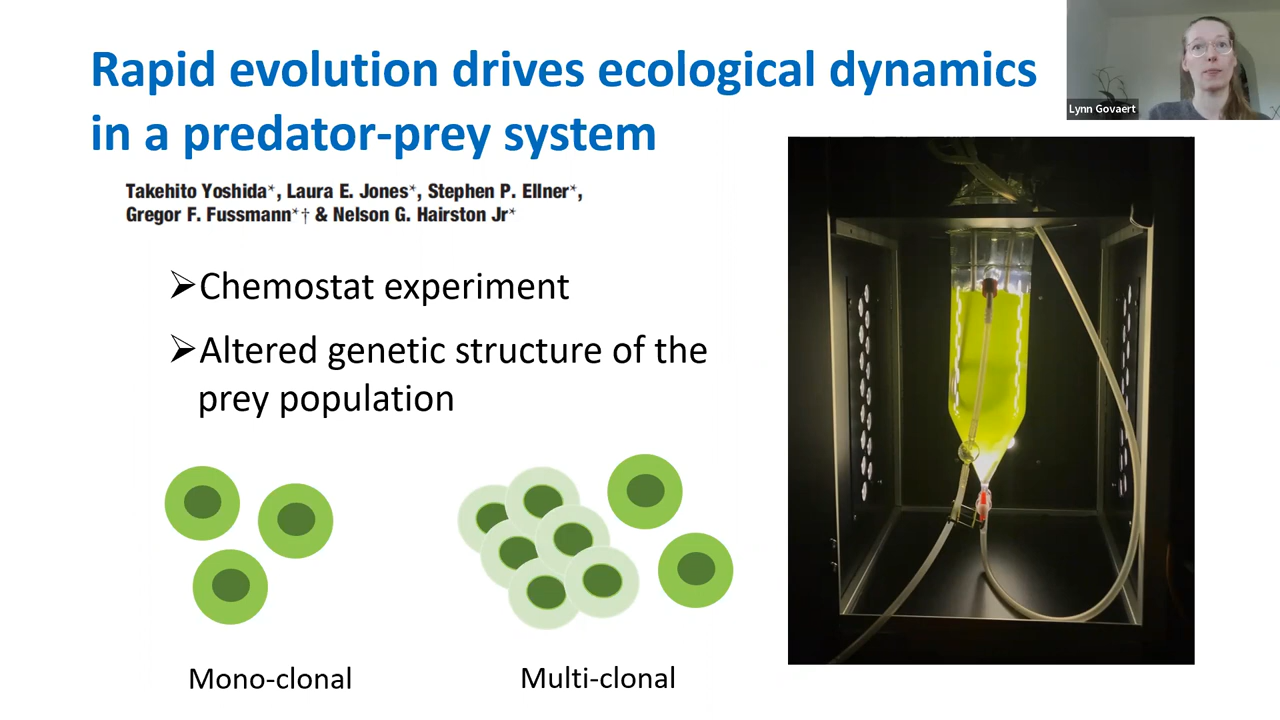 Rapid evolution drives ecological dynamics
in a predator-prey system
Lynn Govaert
Takehito Yoshida*, Laura E. Jones*, Stephen P. Ellner*,
Gregor F. Fussmann*† & Nelson G. Hairston Jr*
➢Chemostat experiment
➢Altered genetic structure of the
prey population
Mono-clonal
Multi-clonal